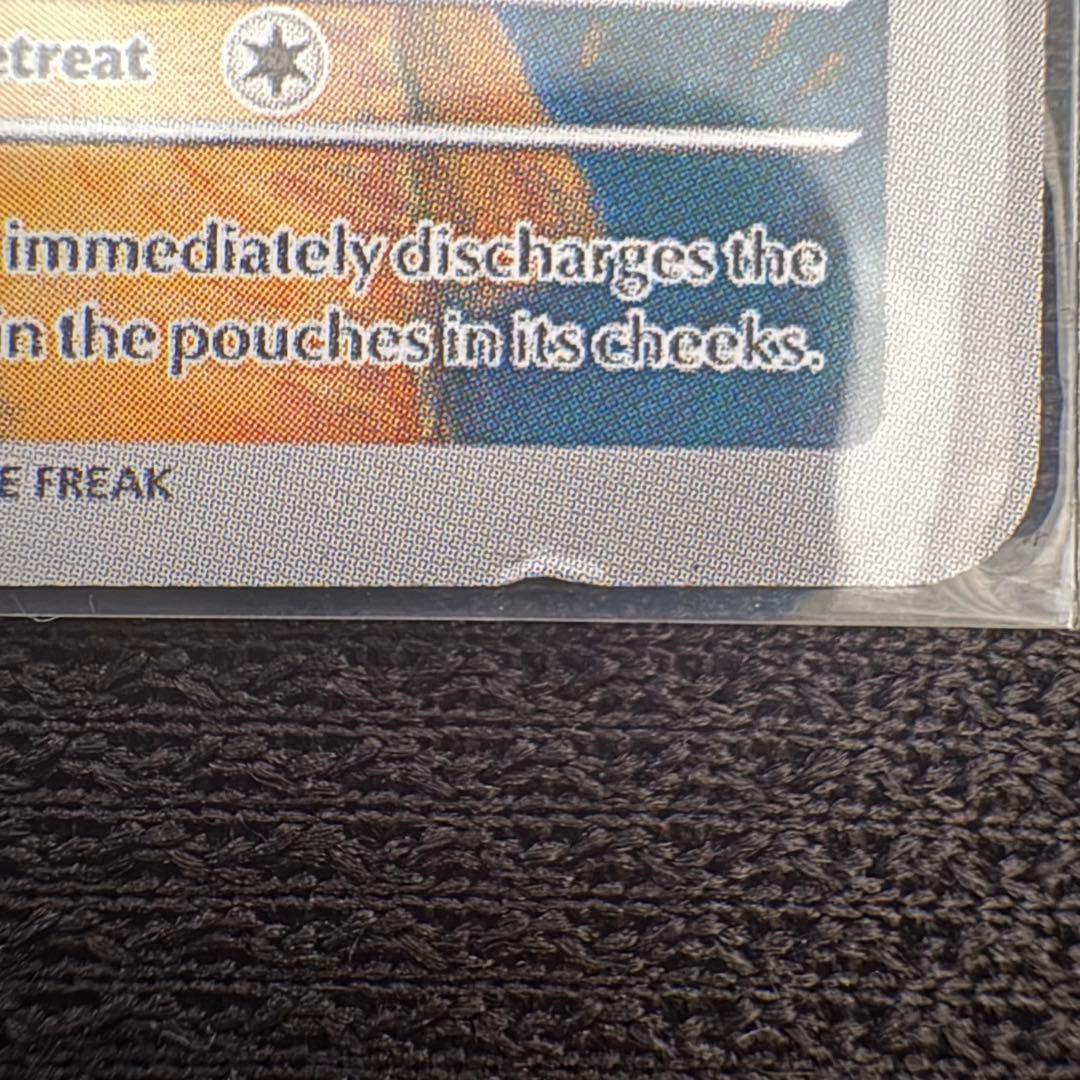 etreat
immediately discharges the
in the pouches in its cheeks.
E FREAK